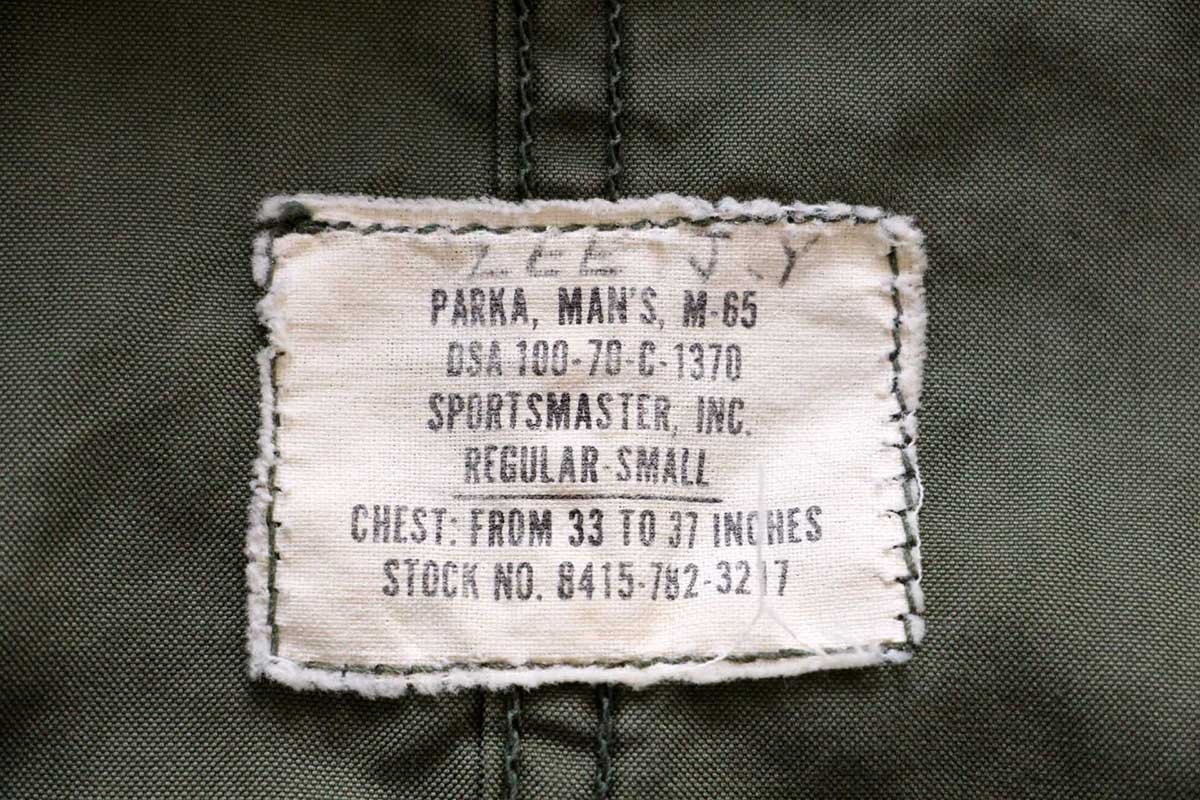 LEE J.Y
PARKA, MAN'S, M-65
DSA 100-70-C-1370
SPORTSMASTER, INC.
REGULAR-SMALL
CHEST: FROM 33 TO 37 INCHES
STOCK NO. 8415-782-3217